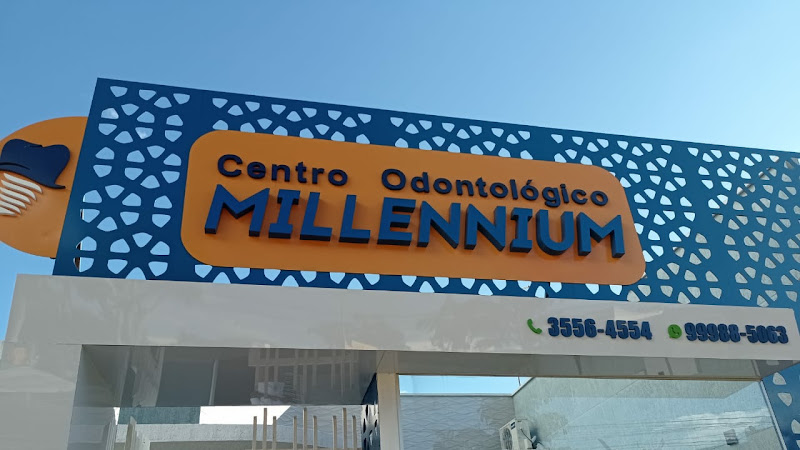 Centro Odontológico
MILLENNIUM
3556-4554 99988-5063